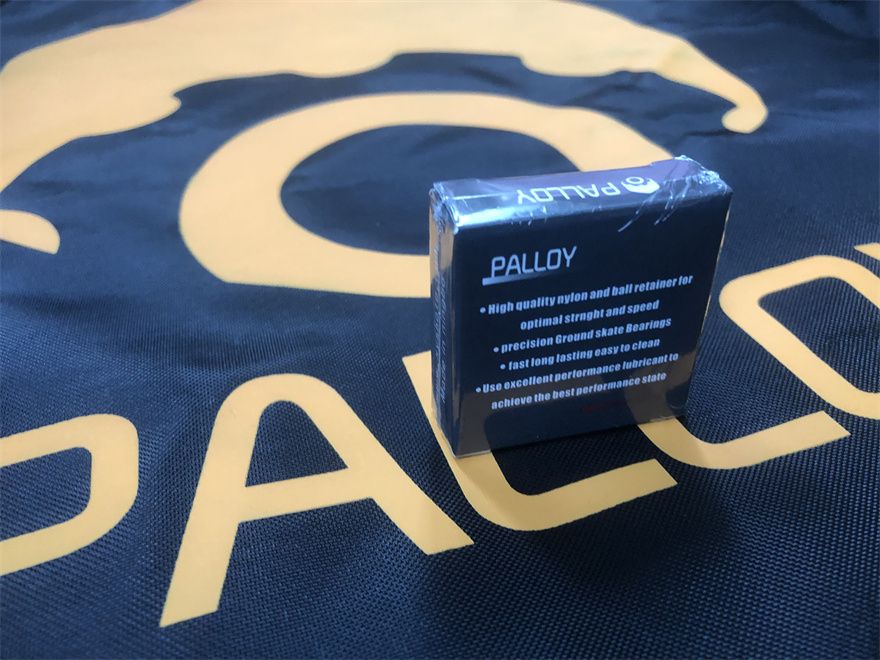 PALLOY
PALLOY
• High quality nylon and ball retainer for
optimal strnght and speed
• precision Ground skate Bearings
• fast long lasting easy to clean
• Use excellent performance lubricant to
achieve the best performance state
PALLOY